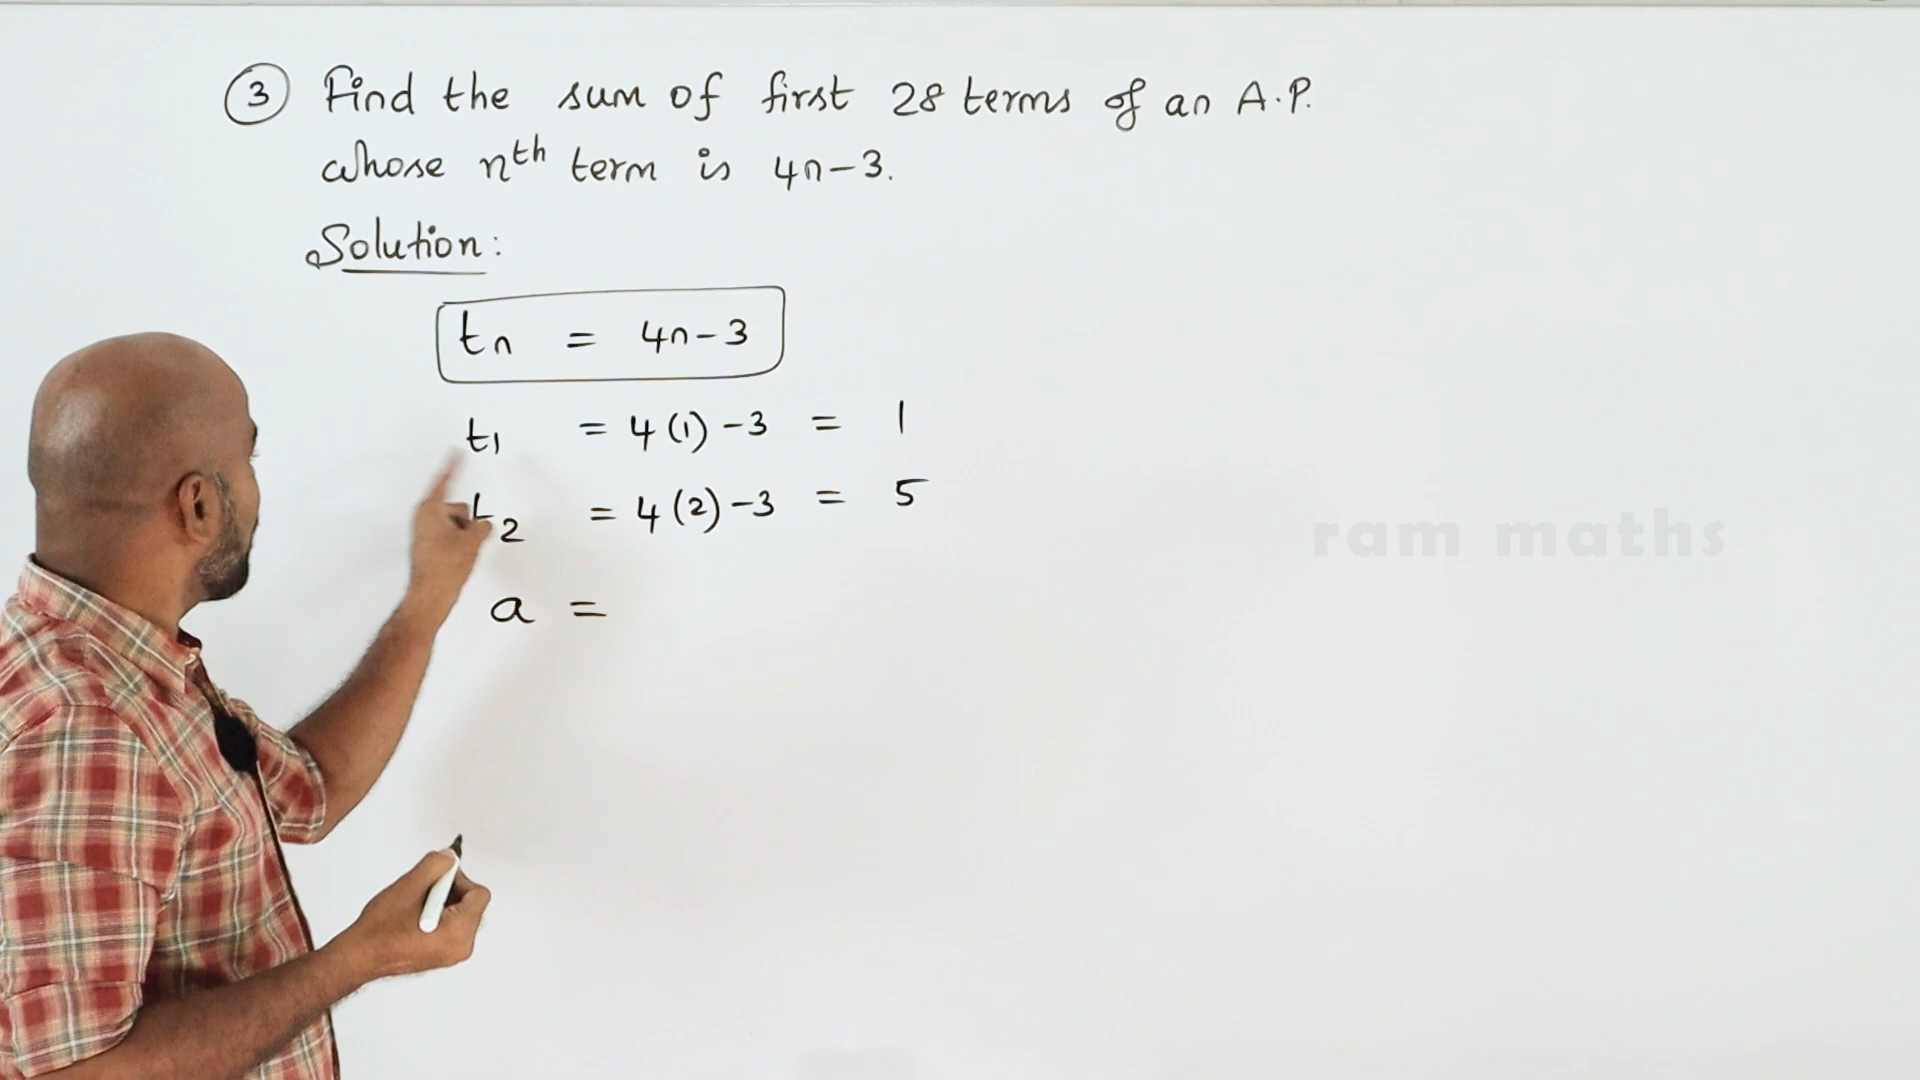 3 Find the sum of first 28 terms of an A.P.
whose nth term is 4n-3.
Solution:
tn = 4n-3
t1 = 4(1)-3 = 1
t2 = 4(2)-3 = 5
a =
ram maths